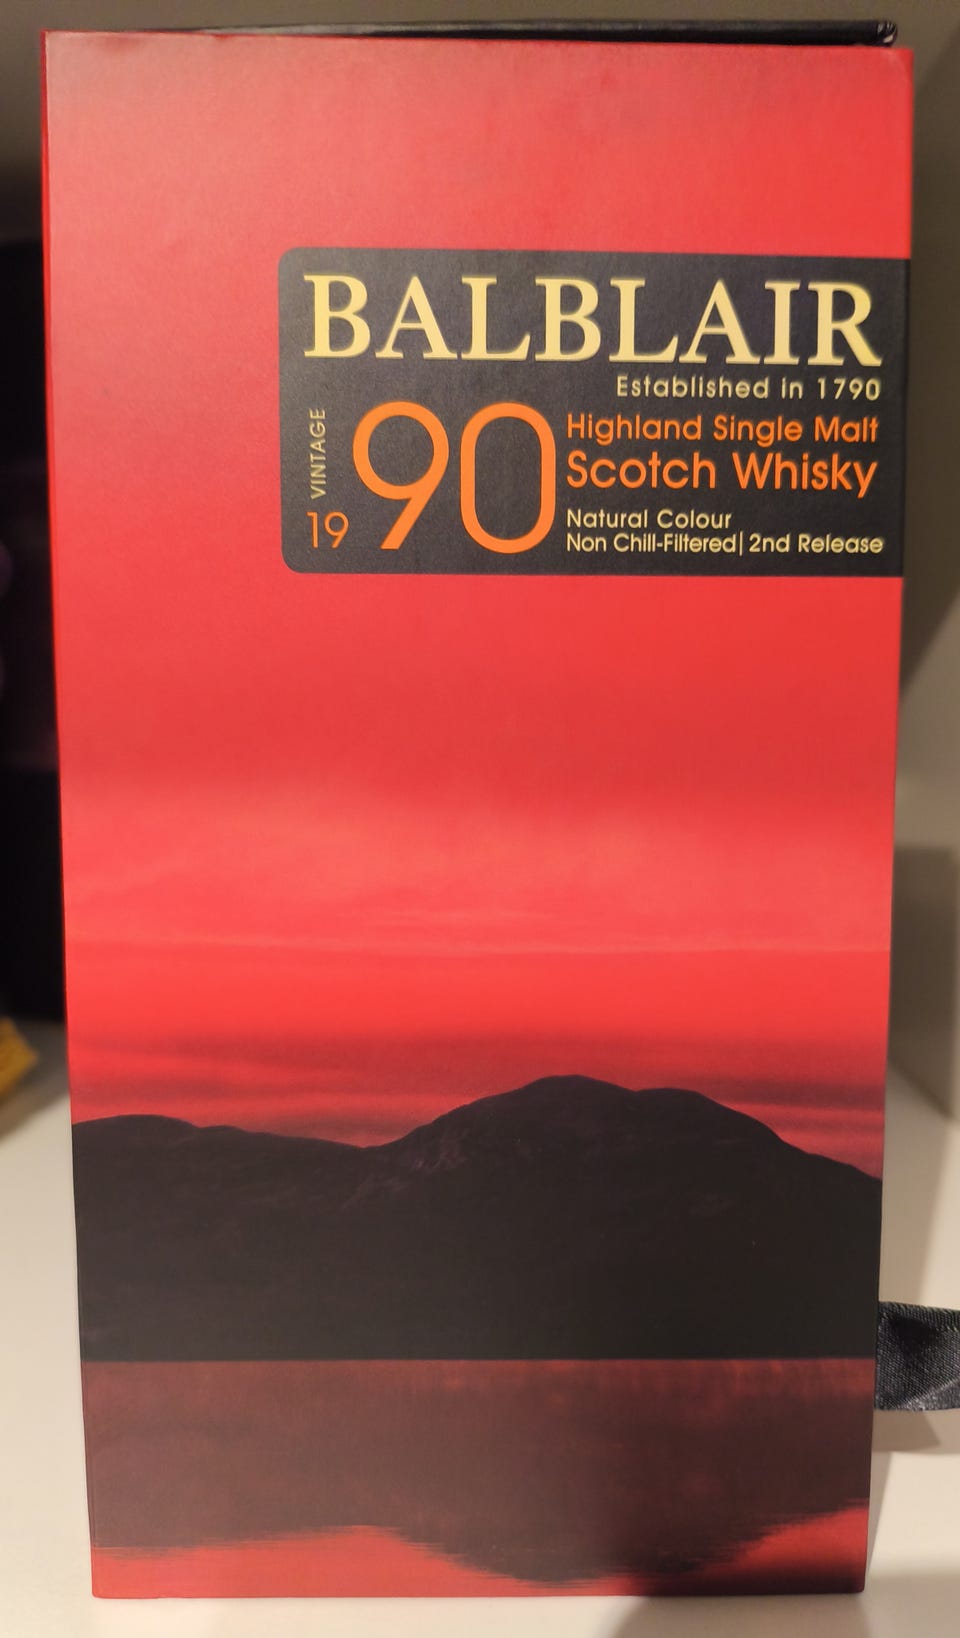 BALBLAIR
Established in 1790
VINTAGE
19 90
Highland Single Malt
Scotch Whisky
Natural Colour
Non Chill-Filtered| 2nd Release